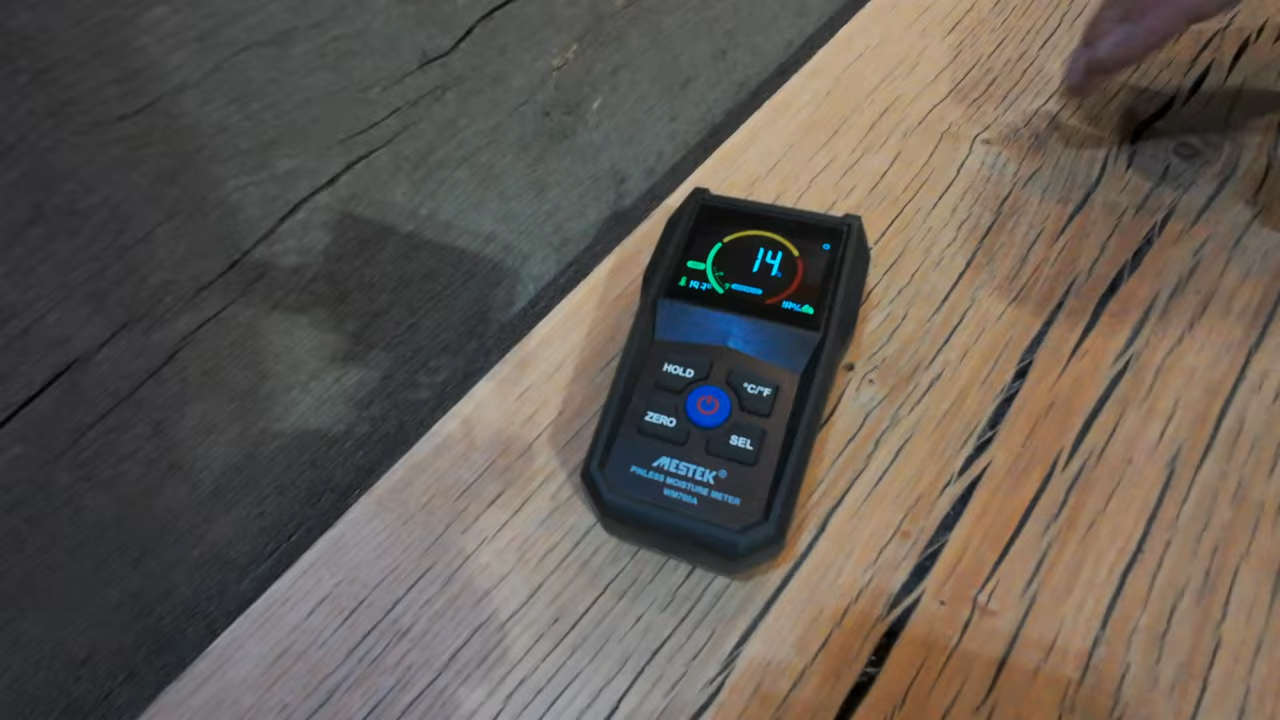 14
HOLD
°C/°F
ZERO
SEL
MESTEK®
PINLESS MOISTURE METER